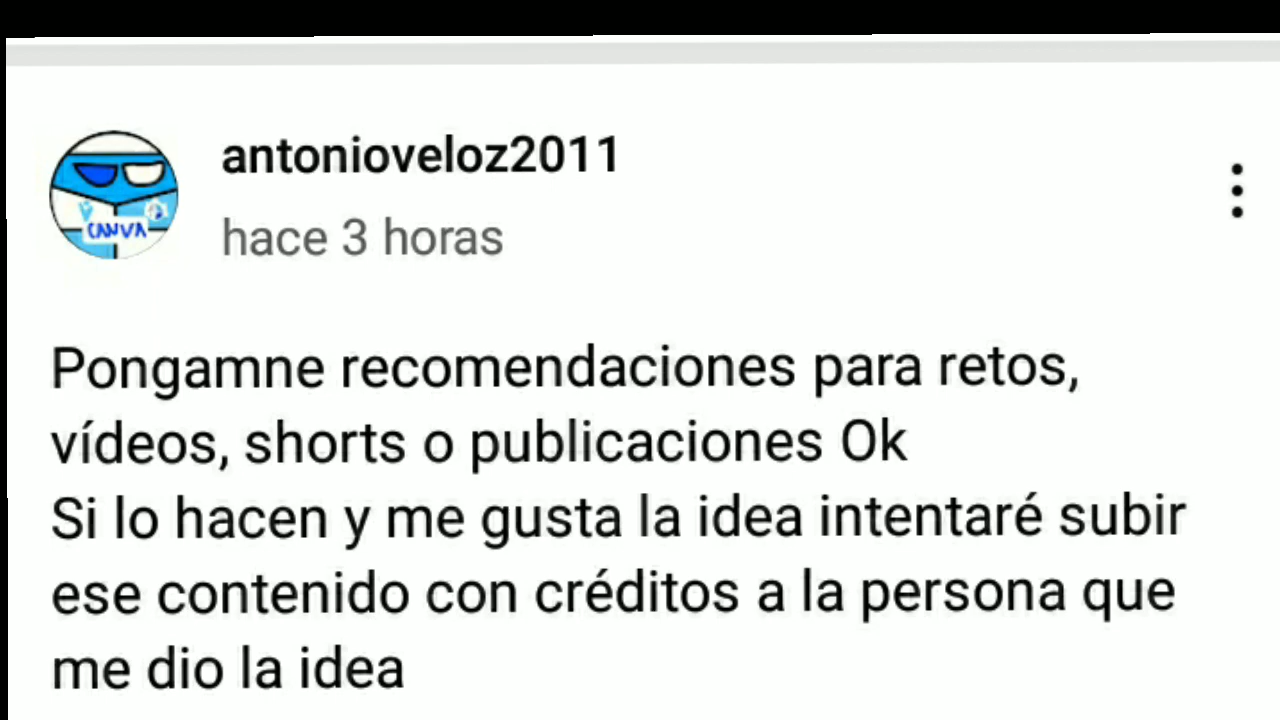 antonioveloz2011
hace 3 horas
CANVA
Pongamne recomendaciones para retos,
vídeos, shorts o publicaciones Ok
Si lo hacen y me gusta la idea intentaré subir
ese contenido con créditos a la persona que
me dio la idea